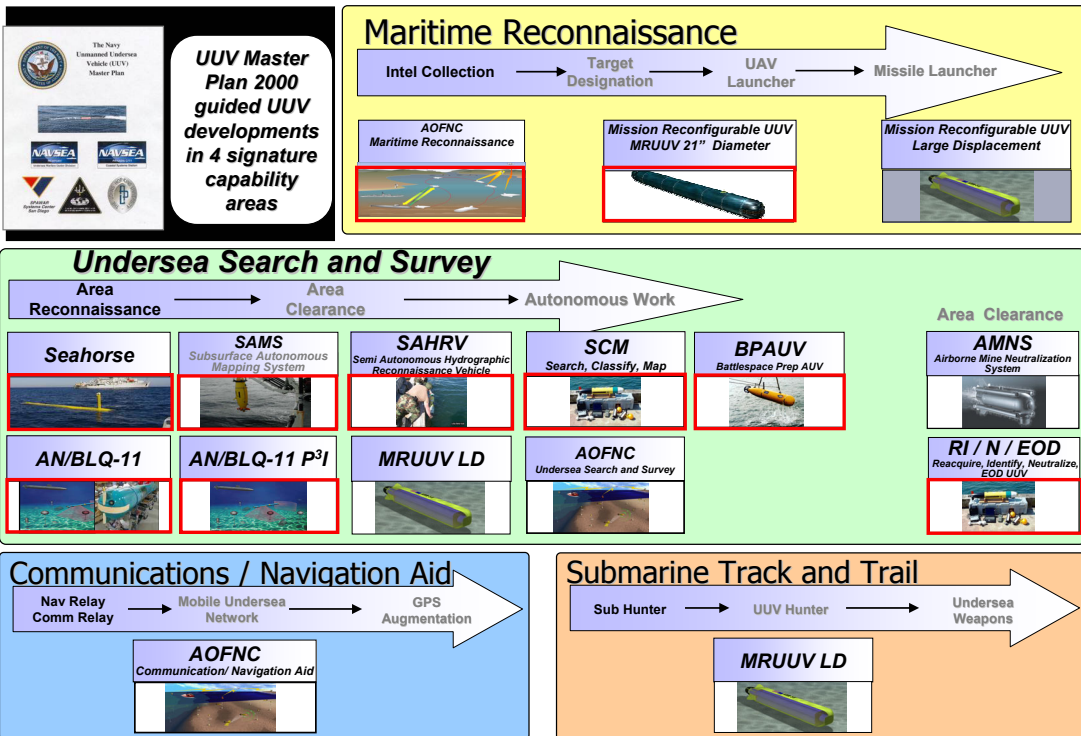 The Navy
Unmanned Undersea
Vehicle (UUV)
Master Plan
NAVSEA
NAVSEA
SPAWAR
Systems Center
San Diego
UUV Master
Plan 2000
guided UUV
developments
in 4 signature
capability
areas
Maritime Reconnaissance
Intel Collection
Target
Designation
UAV
Launcher
Missile Launcher
AOFNC
Maritime Reconnaissance
Mission Reconfigurable UUV
MRUUV 21” Diameter
Mission Reconfigurable UUV
Large Displacement
Undersea Search and Survey
Area
Reconnaissance
Area
Clearance
Autonomous Work
Area Clearance
Seahorse
SAMS
Subsurface Autonomous
Mapping System
SAHRV
Semi Autonomous Hydrographic
Reconnaissance Vehicle
SCM
Search, Classify, Map
BPAUV
Battlespace Prep AUV
AMNS
Airborne Mine Neutralization
System
AN/BLQ-11
AN/BLQ-11 P³I
MRUUV LD
AOFNC
Undersea Search and Survey
RI / N / EOD
Reacquire, Identify, Neutralize,
EOD UUV
Communications / Navigation Aid
Nav Relay
Comm Relay
Mobile Undersea
Network
GPS
Augmentation
AOFNC
Communication/ Navigation Aid
Submarine Track and Trail
Sub Hunter
UUV Hunter
Undersea
Weapons
MRUUV LD